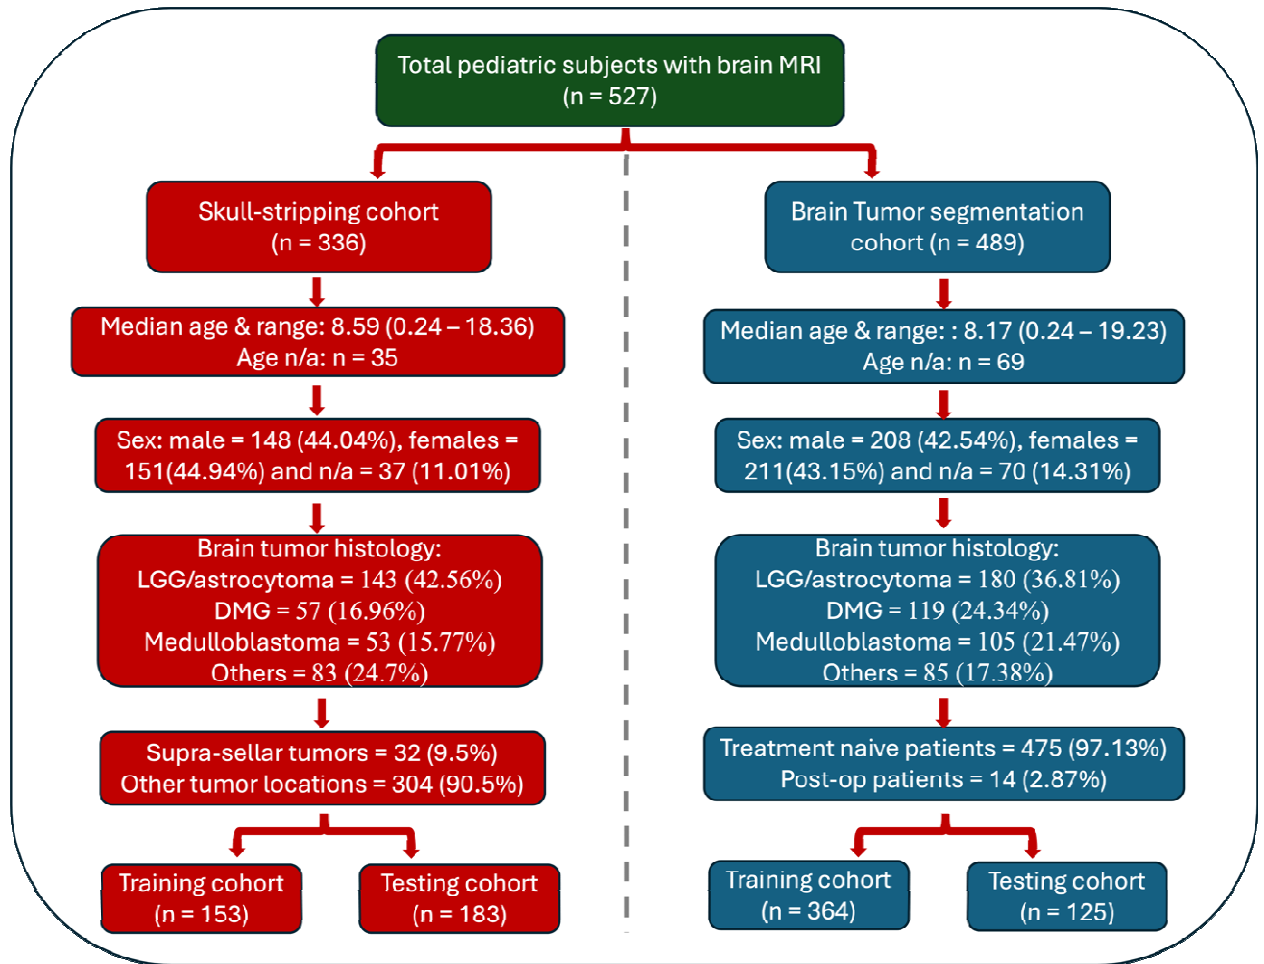 Total pediatric subjects with brain MRI
(n = 527)
Skull-stripping cohort
(n = 336)
Median age & range: 8.59 (0.24 – 18.36)
Age n/a: n = 35
Sex: male = 148 (44.04%), females =
151(44.94%) and n/a = 37 (11.01%)
Brain tumor histology:
LGG/astrocytoma = 143 (42.56%)
DMG = 57 (16.96%)
Medulloblastoma = 53 (15.77%)
Others = 83 (24.7%)
Supra-sellar tumors = 32 (9.5%)
Other tumor locations = 304 (90.5%)
Training cohort
(n = 153)
Testing cohort
(n = 183)
Brain Tumor segmentation
cohort (n = 489)
Median age & range: : 8.17 (0.24 – 19.23)
Age n/a: n = 69
Sex: male = 208 (42.54%), females =
211(43.15%) and n/a = 70 (14.31%)
Brain tumor histology:
LGG/astrocytoma = 180 (36.81%)
DMG = 119 (24.34%)
Medulloblastoma = 105 (21.47%)
Others = 85 (17.38%)
Treatment naive patients = 475 (97.13%)
Post-op patients = 14 (2.87%)
Training cohort
(n = 364)
Testing cohort
(n = 125)